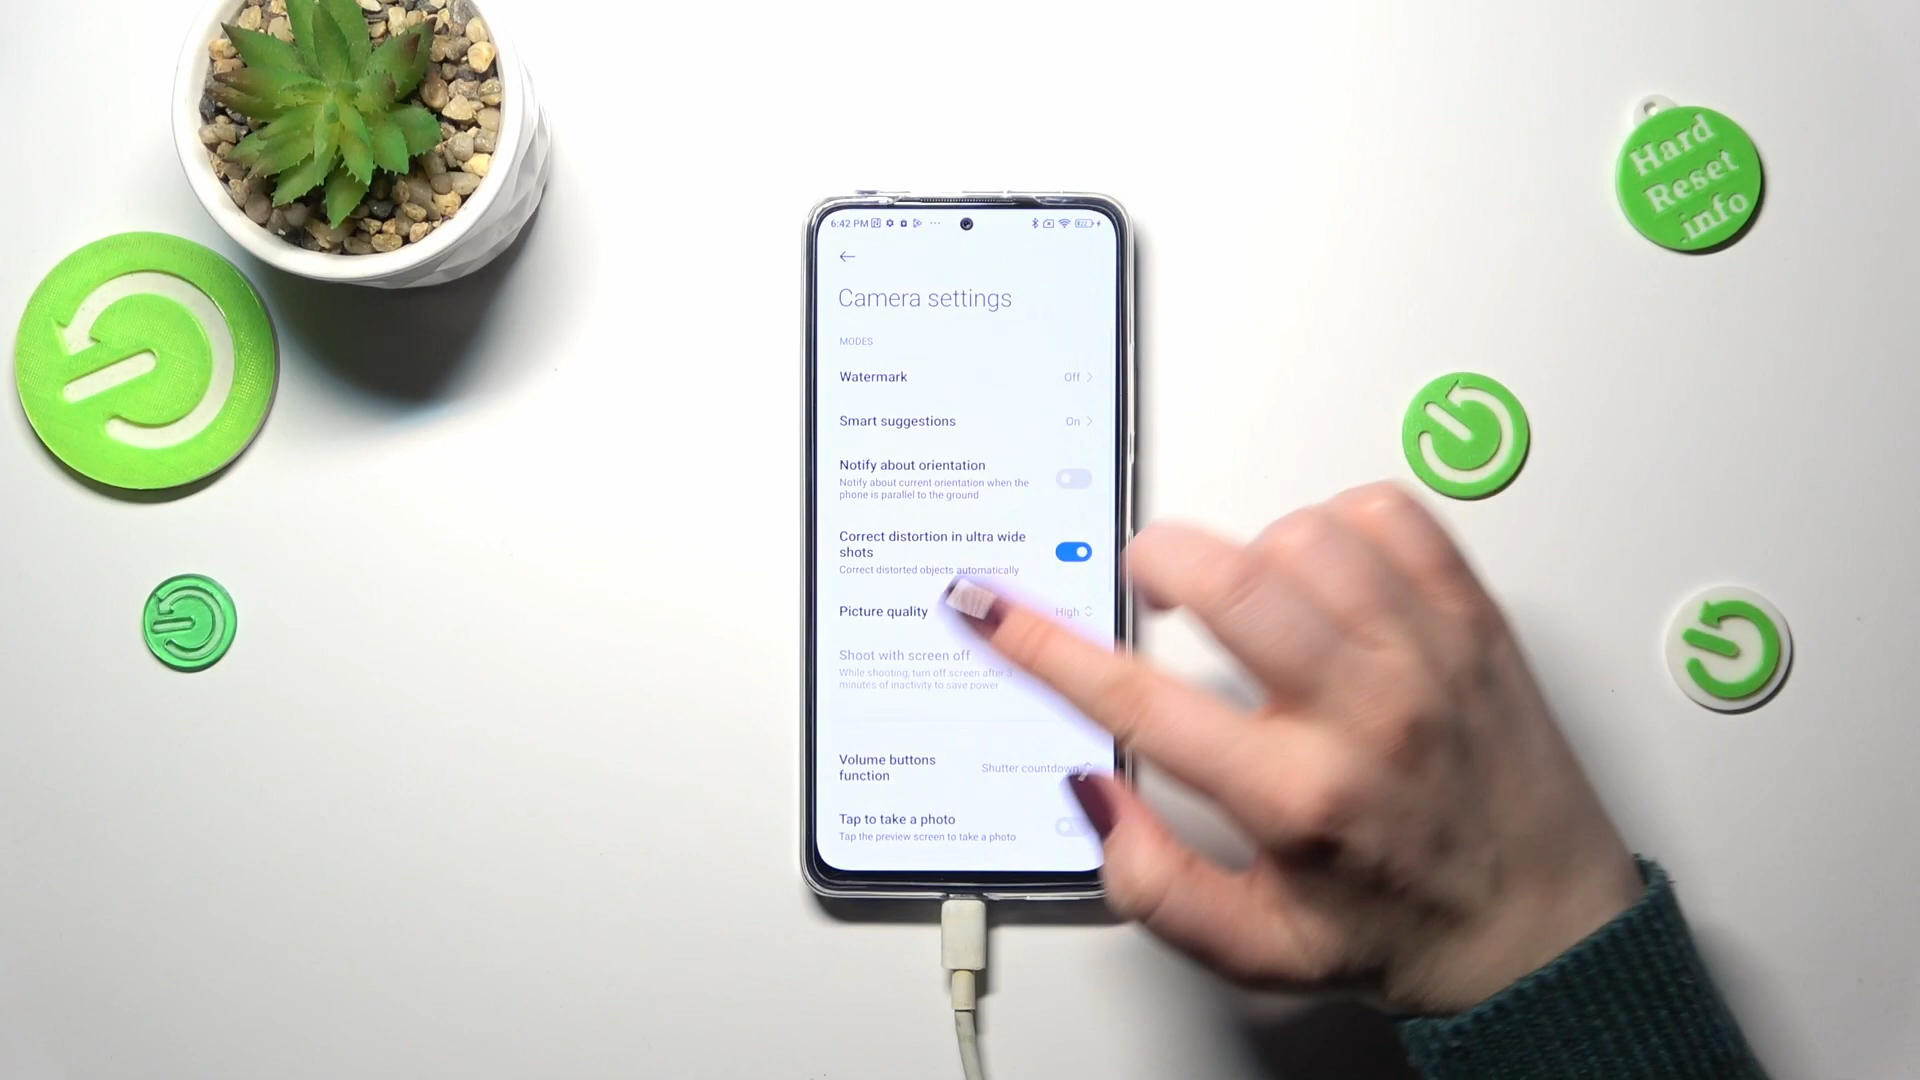 Hard
Reset
.info
6:42 PM
Camera settings
MODES
Watermark
Off
Smart suggestions
On
Notify about orientation
Notify about current orientation when the
phone is parallel to the ground
Correct distortion in ultra wide
shots
Correct distorted objects automatically
Picture quality
High
Shoot with screen off
While shooting, turn off screen after 3
minutes of inactivity to save power
Volume buttons
function
Shutter countdown
Tap to take a photo
Tap the preview screen to take a photo